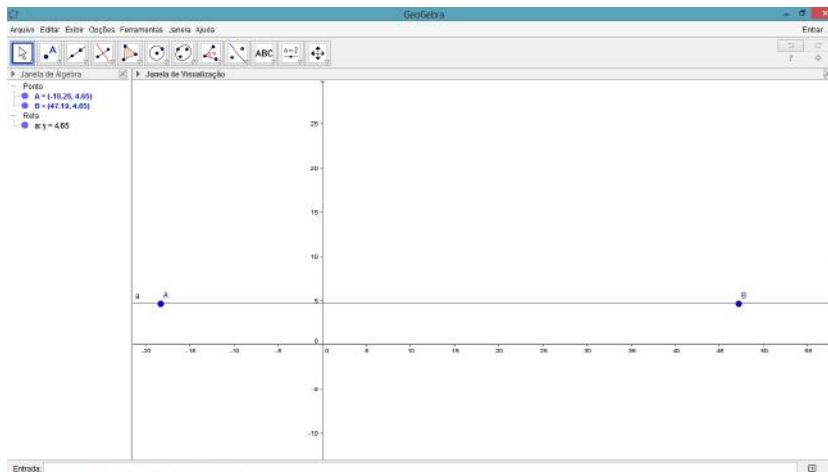 GeoGebra
Arquivo Editar Exibir Opções Ferramentas Janela Ajuda
Entrar...
A
ABC
a=2
Janela de Álgebra
Janela de Visualização
Ponto
A = (-18.26, 4.65)
B = (47.19, 4.65)
Reta
a: y = 4.65
25
20
15
10
5
0
-5
-10
-20 -15 -10 -5 0 5 10 15 20 25 30 35 40 45 50 55
a A B
Entrada: